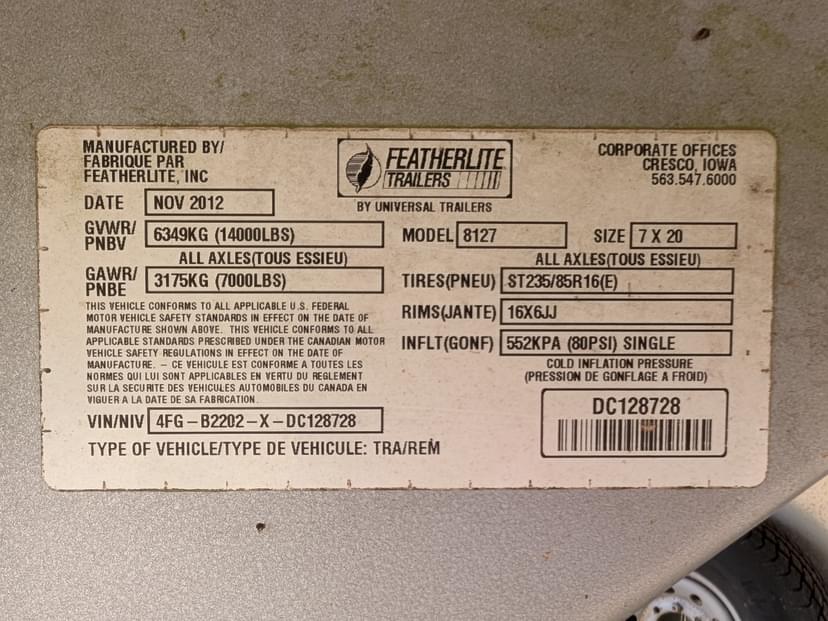 MANUFACTURED BY/
FABRIQUE PAR
FEATHERLITE, INC
FEATHERLITE
TRAILERS
BY UNIVERSAL TRAILERS
CORPORATE OFFICES
CRESCO, IOWA
563.547.6000
DATE NOV 2012
GVWR/
PNBV 6349KG (14000LBS)
MODEL 8127 SIZE 7 X 20
ALL AXLES(TOUS ESSIEU)
GAWR/
PNBE 3175KG (7000LBS)
ALL AXLES(TOUS ESSIEU)
TIRES(PNEU) ST235/85R16(E)
RIMS(JANTE) 16X6JJ
INFLT(GONF) 552KPA (80PSI) SINGLE
COLD INFLATION PRESSURE
(PRESSION DE GONFLAGE A FROID)
THIS VEHICLE CONFORMS TO ALL APPLICABLE U.S. FEDERAL
MOTOR VEHICLE SAFETY STANDARDS IN EFFECT ON THE DATE OF
MANUFACTURE SHOWN ABOVE. THIS VEHICLE CONFORMS TO ALL
APPLICABLE STANDARDS PRESCRIBED UNDER THE CANADIAN MOTOR
VEHICLE SAFETY REGULATIONS IN EFFECT ON THE DATE OF
MANUFACTURE. – CE VEHICULE EST CONFORME A TOUTES LES
NORMES QUI LUI SONT APPLICABLES EN VERTU DU REGLEMENT
SUR LA SECURITE DES VEHICULES AUTOMOBILES DU CANADA EN
VIGUER A LA DATE DE SA FABRICATION.
VIN/NIV 4FG–B2202–X–DC128728
TYPE OF VEHICLE/TYPE DE VEHICULE: TRA/REM
DC128728